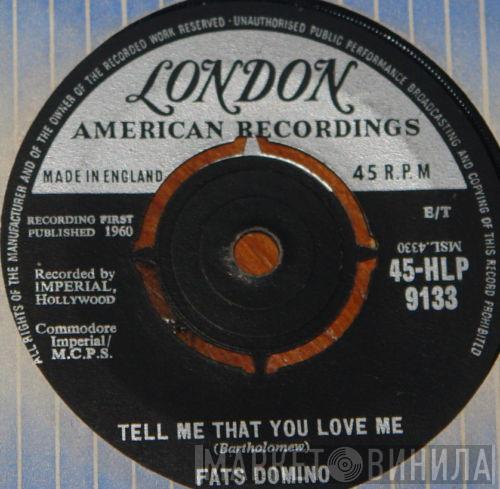 ALL RIGHTS OF THE MANUFACTURER AND OF THE OWNER OF THE RECORDED WORK RESERVED · UNAUTHORISED PUBLIC PERFORMANCE BROADCASTING AND COPYING OF THIS RECORD PROHIBITED
LONDON
AMERICAN RECORDINGS
MADE IN ENGLAND
45 R.P.M
RECORDING FIRST
PUBLISHED 1960
E/T
MSL.4330
45-HLP
9133
Recorded by
IMPERIAL,
HOLLYWOOD
Commodore
Imperial/
M.C.P.S.
TELL ME THAT YOU LOVE ME
(Bartholomew)
FATS DOMINO
МАРКЕТ ВИНИЛА